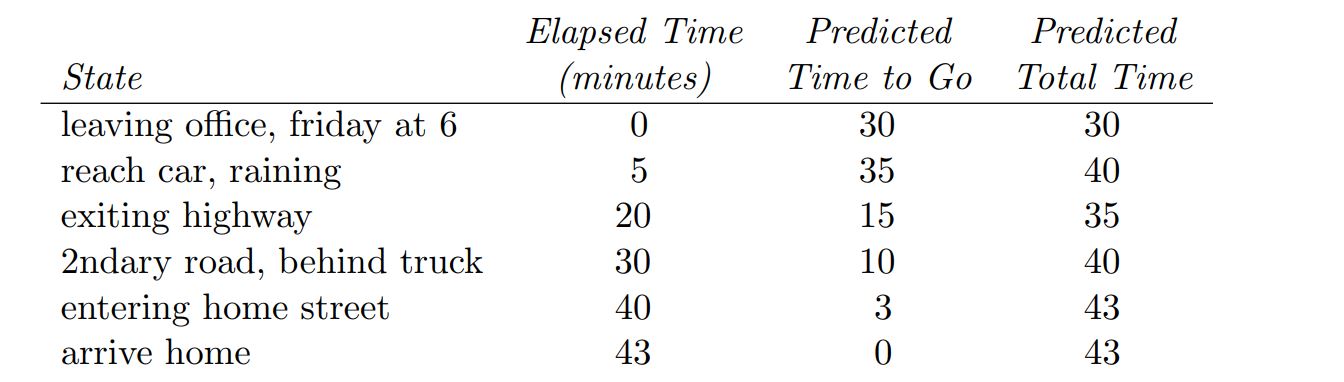 Elapsed Time Predicted Predicted
State (minutes) Time to Go Total Time
leaving office, friday at 6 0 30 30
reach car, raining 5 35 40
exiting highway 20 15 35
2ndary road, behind truck 30 10 40
entering home street 40 3 43
arrive home 43 0 43